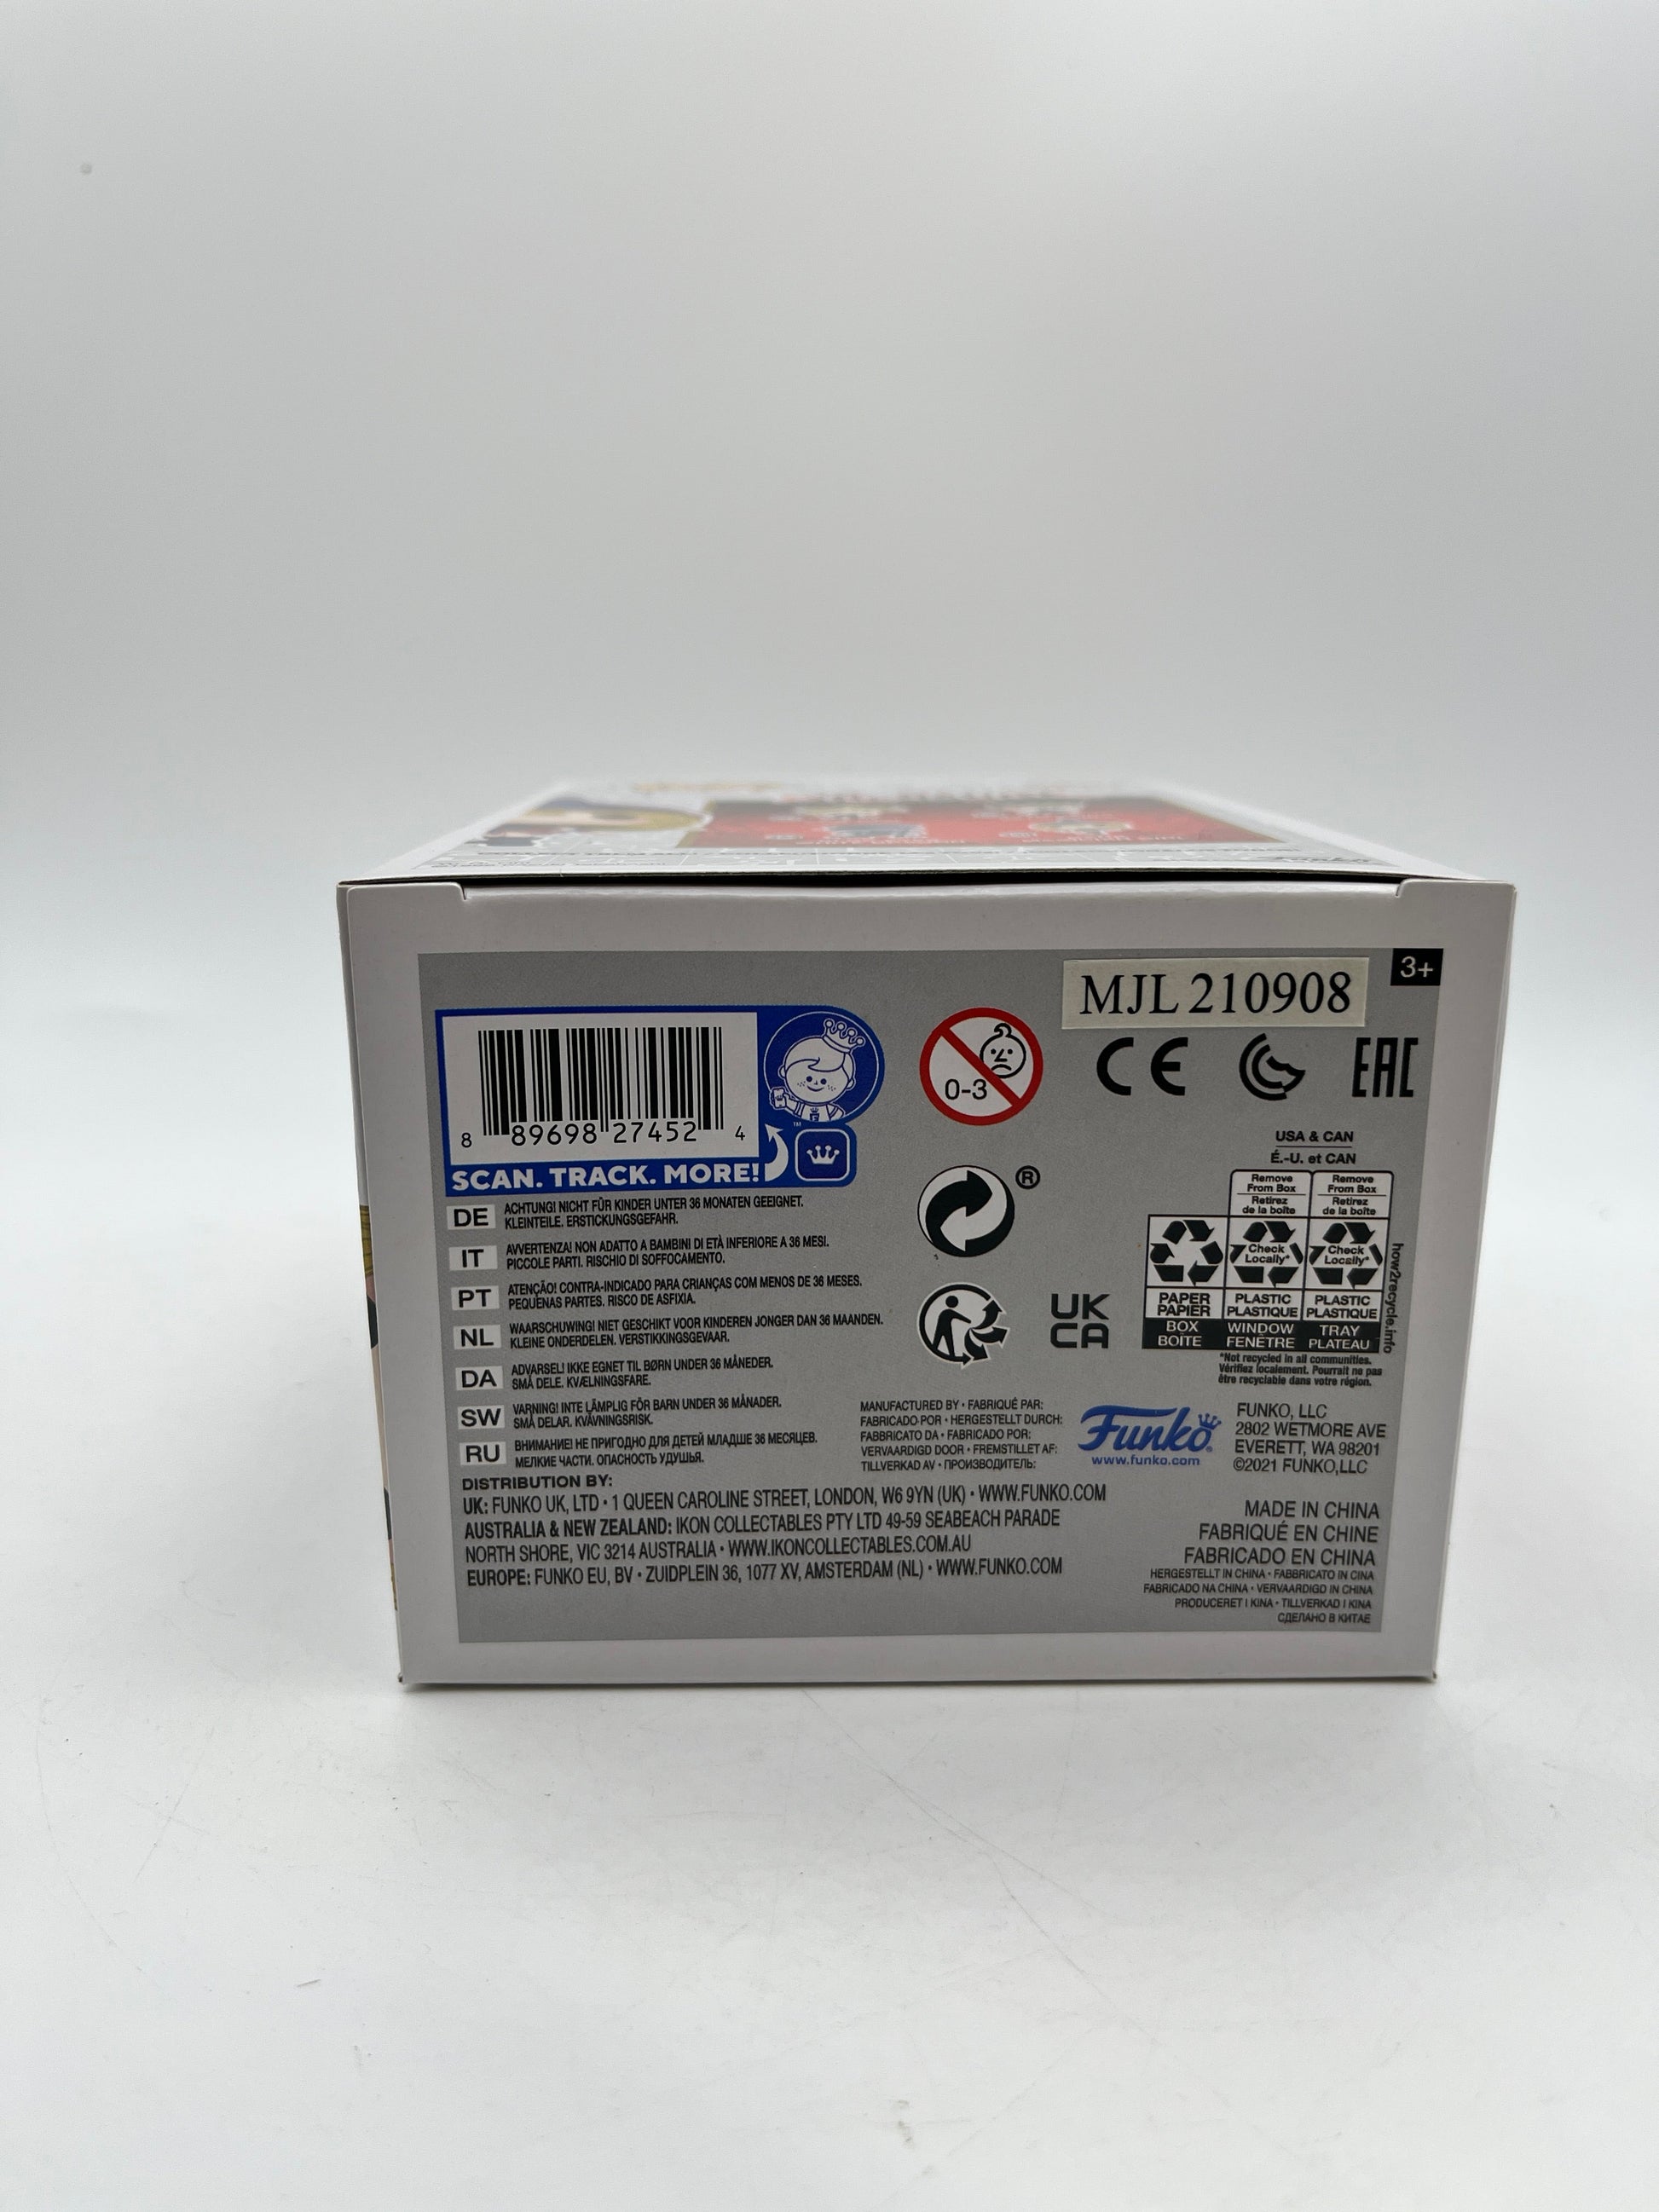 3+
MJL 210908
8 89698 27452 4
SCAN. TRACK. MORE!
0-3
CE
EAC
USA & CAN
É.-U. et CAN
Remove From Box
Retirez de la boîte
Remove From Box
Retirez de la boîte
Check Locally*
Check Locally*
PAPER PAPIER
PLASTIC PLASTIQUE
PLASTIC PLASTIQUE
BOX BOÎTE
WINDOW FENÊTRE
TRAY PLATEAU
how2recycle.info
*Not recycled in all communities.
Vérifiez localement. Pourrait ne pas
être recyclable dans votre région.
®
UK
CA
DE ACHTUNG! NICHT FÜR KINDER UNTER 36 MONATEN GEEIGNET.
KLEINTEILE. ERSTICKUNGSGEFAHR.
IT AVVERTENZA! NON ADATTO A BAMBINI DI ETÀ INFERIORE A 36 MESI.
PICCOLE PARTI. RISCHIO DI SOFFOCAMENTO.
PT ATENÇÃO! CONTRA-INDICADO PARA CRIANÇAS COM MENOS DE 36 MESES.
PEQUENAS PARTES. RISCO DE ASFIXIA.
NL WAARSCHUWING! NIET GESCHIKT VOOR KINDEREN JONGER DAN 36 MAANDEN.
KLEINE ONDERDELEN. VERSTIKKINGSGEVAAR.
DA ADVARSEL! IKKE EGNET TIL BØRN UNDER 36 MÅNEDER.
SMÅ DELE. KVÆLNINGSFARE.
SW VARNING! INTE LÄMPLIG FÖR BARN UNDER 36 MÅNADER.
SMÅ DELAR. KVÄVNINGSRISK.
RU ВНИМАНИЕ! НЕ ПРИГОДНО ДЛЯ ДЕТЕЙ МЛАДШЕ 36 МЕСЯЦЕВ.
МЕЛКИЕ ЧАСТИ. ОПАСНОСТЬ УДУШЬЯ.
MANUFACTURED BY • FABRIQUÉ PAR:
FABRICADO POR • HERGESTELLT DURCH:
FABBRICATO DA • FABRICADO POR:
VERVAARDIGD DOOR • FREMSTILLET AF:
TILLVERKAD AV • ПРОИЗВОДИТЕЛЬ:
Funko
www.funko.com
FUNKO, LLC
2802 WETMORE AVE
EVERETT, WA 98201
©2021 FUNKO,LLC
DISTRIBUTION BY:
UK: FUNKO UK, LTD • 1 QUEEN CAROLINE STREET, LONDON, W6 9YN (UK) • WWW.FUNKO.COM
AUSTRALIA & NEW ZEALAND: IKON COLLECTABLES PTY LTD 49-59 SEABEACH PARADE
NORTH SHORE, VIC 3214 AUSTRALIA • WWW.IKONCOLLECTABLES.COM.AU
EUROPE: FUNKO EU, BV • ZUIDPLEIN 36, 1077 XV, AMSTERDAM (NL) • WWW.FUNKO.COM
MADE IN CHINA
FABRIQUÉ EN CHINE
FABRICADO EN CHINA
HERGESTELLT IN CHINA • FABBRICATO IN CINA
FABRICADO NA CHINA • VERVAARDIGD IN CHINA
PRODUCERET I KINA • TILLVERKAD I KINA
СДЕЛАНО В КИТАЕ